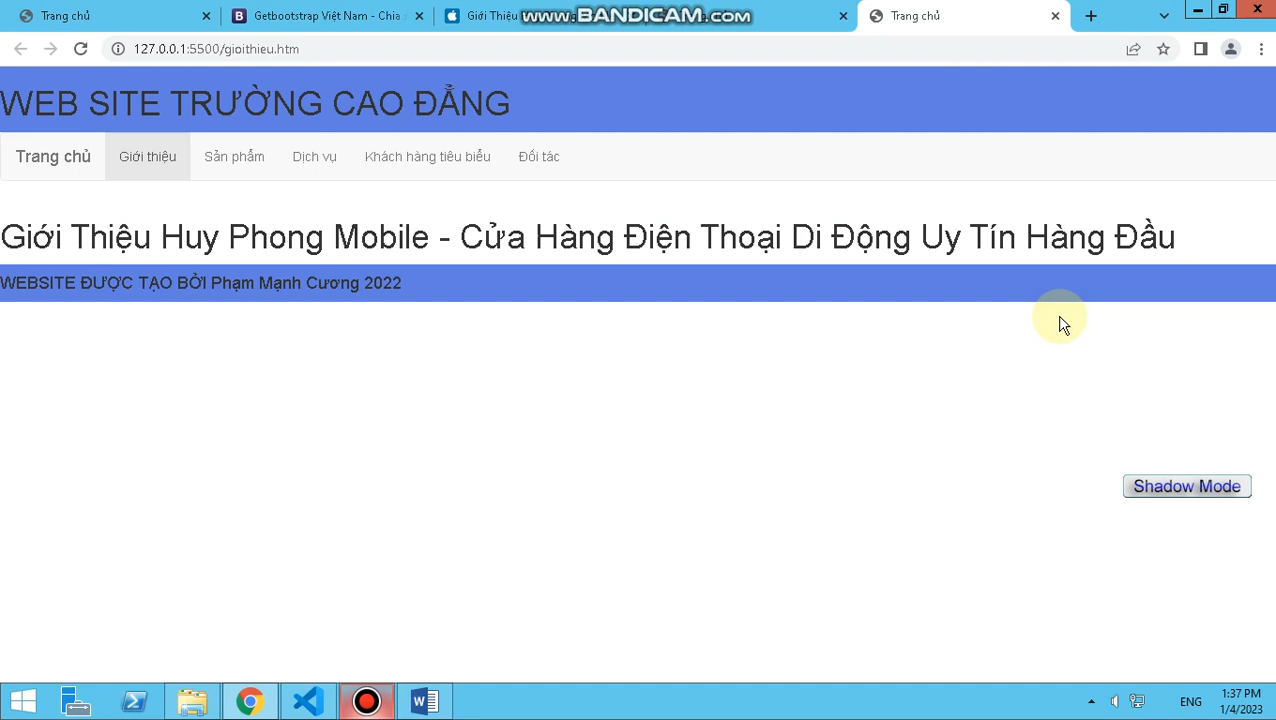 Trang chủ
Getbootstrap Việt Nam - Chia s
Giới Thiệu
www.BANDICAM.com
Trang chủ
127.0.0.1:5500/gioithieu.htm
WEB SITE TRƯỜNG CAO ĐẲNG
Trang chủ
Giới thiệu
Sản phẩm
Dịch vụ
Khách hàng tiêu biểu
Đối tác
Giới Thiệu Huy Phong Mobile - Cửa Hàng Điện Thoại Di Động Uy Tín Hàng Đầu
WEBSITE ĐƯỢC TẠO BỞI Phạm Mạnh Cương 2022
Shadow Mode
ENG
1:37 PM
1/4/2023